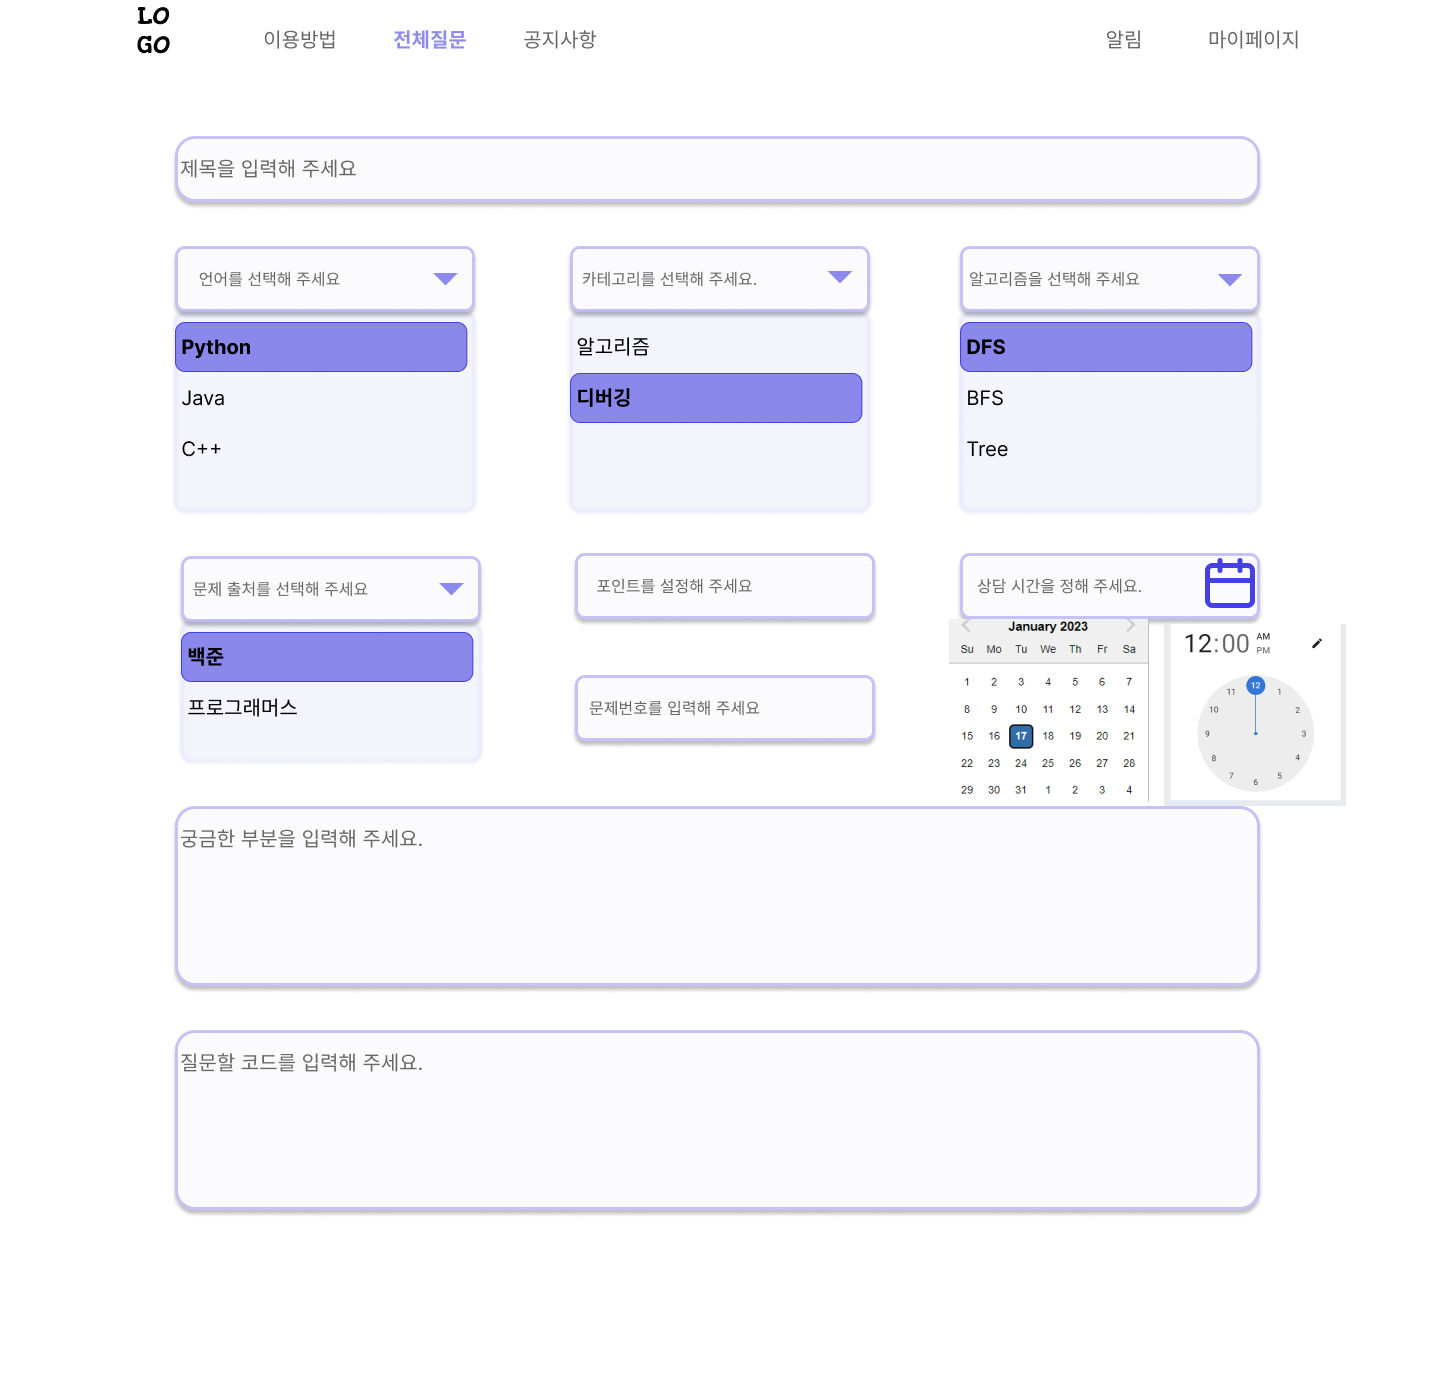 LO
GO
이용방법 전체질문 공지사항 알림 마이페이지
제목을 입력해 주세요
언어를 선택해 주세요
Python
Java
C++
카테고리를 선택해 주세요.
알고리즘
디버깅
알고리즘을 선택해 주세요
DFS
BFS
Tree
문제 출처를 선택해 주세요
백준
프로그래머스
포인트를 설정해 주세요
문제번호를 입력해 주세요
상담 시간을 정해 주세요.
January 2023
Su Mo Tu We Th Fr Sa
1 2 3 4 5 6 7
8 9 10 11 12 13 14
15 16 17 18 19 20 21
22 23 24 25 26 27 28
29 30 31 1 2 3 4
12:00 AM
PM
12
11 1
10 2
9 3
8 4
7 5
6
궁금한 부분을 입력해 주세요.
질문할 코드를 입력해 주세요.